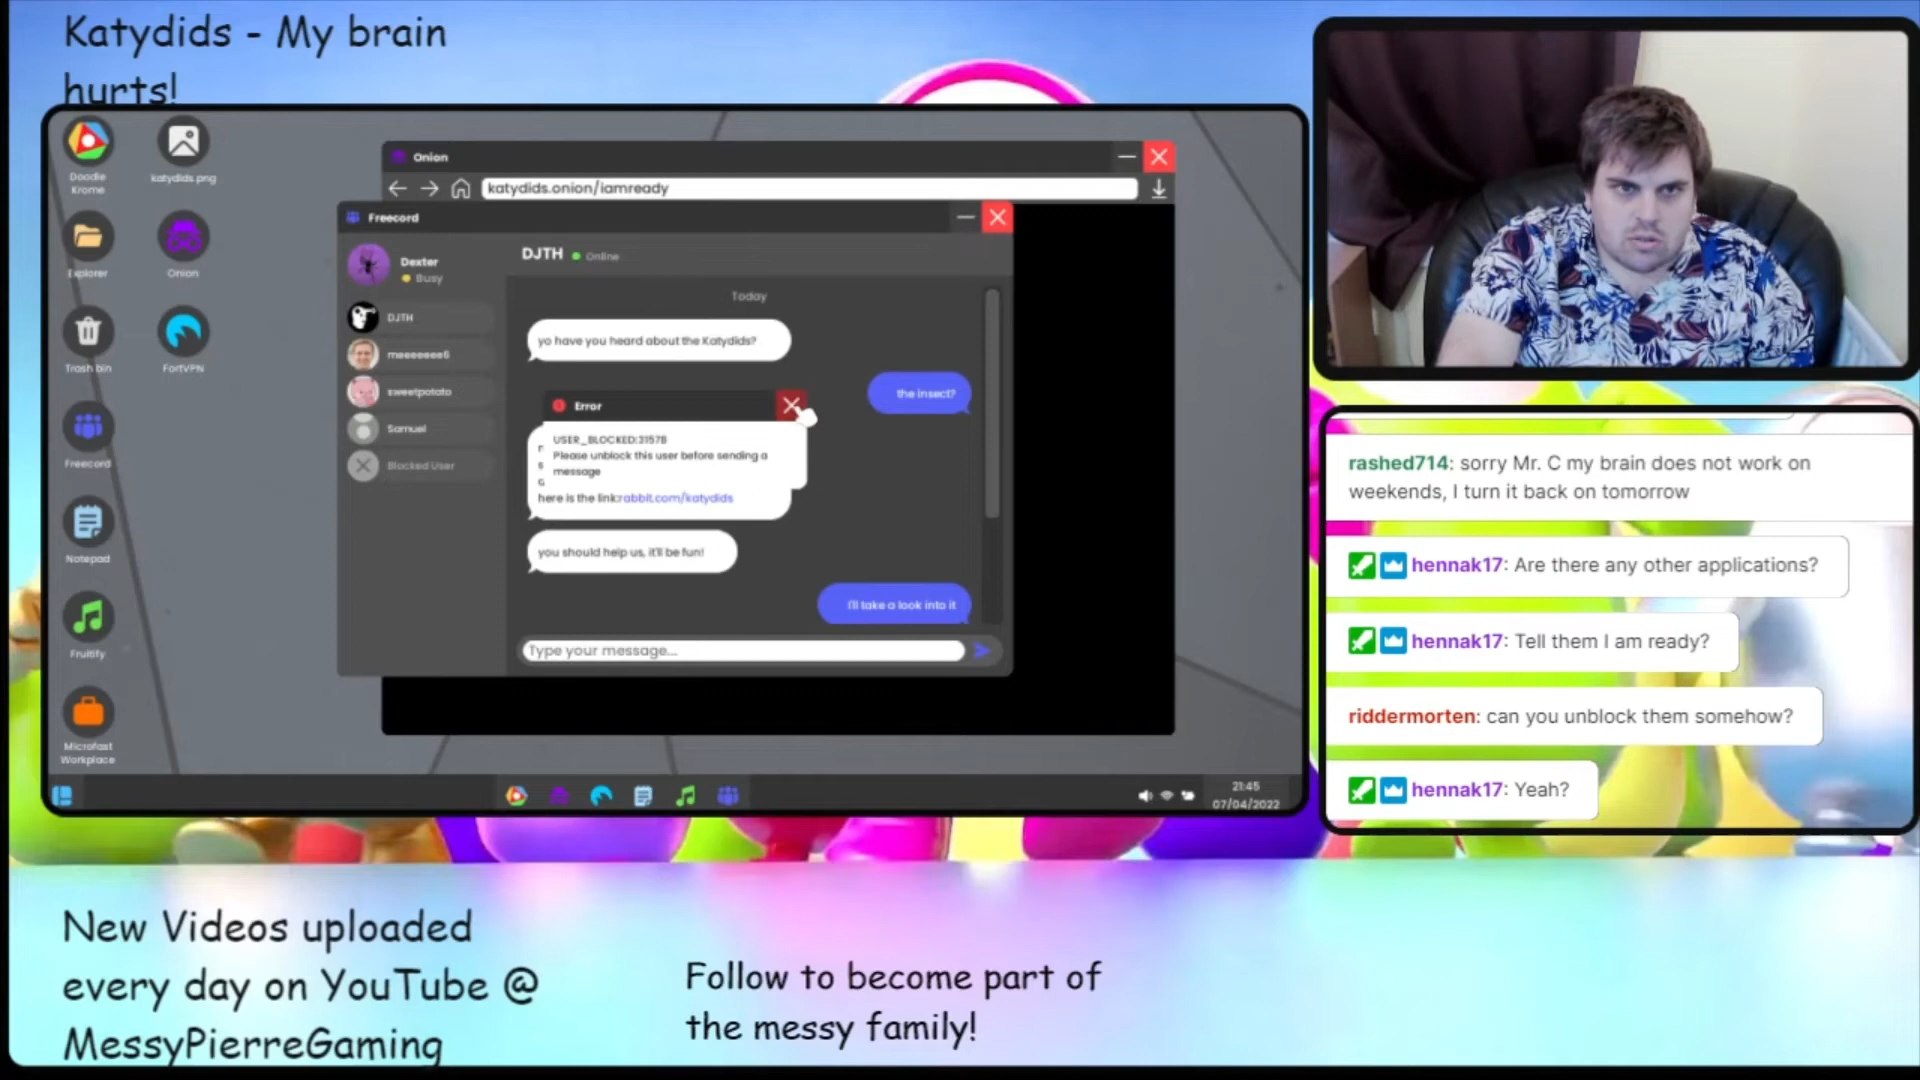 Katydids - My brain
hurts!
Doodle
Krome
katydids.png
Explorer
Onion
Trash bin
FortVPN
Freecord
Notepad
Fruitify
Microfast
Workplace
Onion
katydids.onion/iamready
Freecord
Dexter
Busy
DJTH
meeeeeee6
sweetpotato
Samuel
Blocked User
DJTH
Online
Today
yo have you heard about the Katydids?
the insect?
Error
USER_BLOCKED:31578
Please unblock this user before sending a
message
here is the link:rabbit.com/katydids
you should help us, it'll be fun!
I'll take a look into it
Type your message...
21:45
07/04/2022
rashed714: sorry Mr. C my brain does not work on
weekends, I turn it back on tomorrow
hennak17: Are there any other applications?
hennak17: Tell them I am ready?
riddermorten: can you unblock them somehow?
hennak17: Yeah?
New Videos uploaded
every day on YouTube @
MessyPierreGaming
Follow to become part of
the messy family!